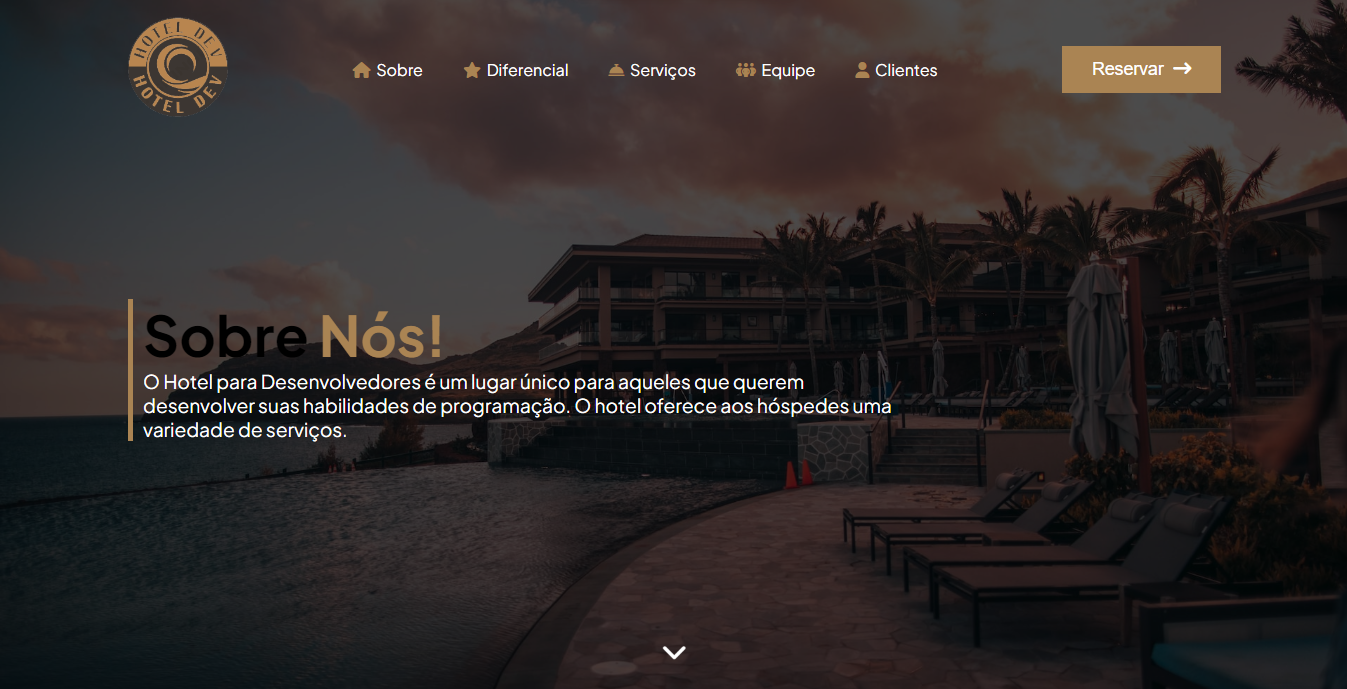 HOTEL DEV
HOTEL DEV
Sobre
Diferencial
Serviços
Equipe
Clientes
Reservar
Sobre Nós!
O Hotel para Desenvolvedores é um lugar único para aqueles que querem
desenvolver suas habilidades de programação. O hotel oferece aos hóspedes uma
variedade de serviços.